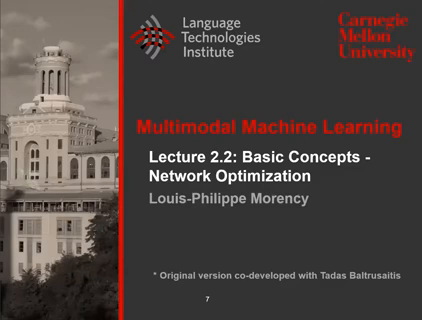 Language
Technologies
Institute
Carnegie
Mellon
University
Multimodal Machine Learning
Lecture 2.2: Basic Concepts -
Network Optimization
Louis-Philippe Morency
* Original version co-developed with Tadas Baltrusaitis
7